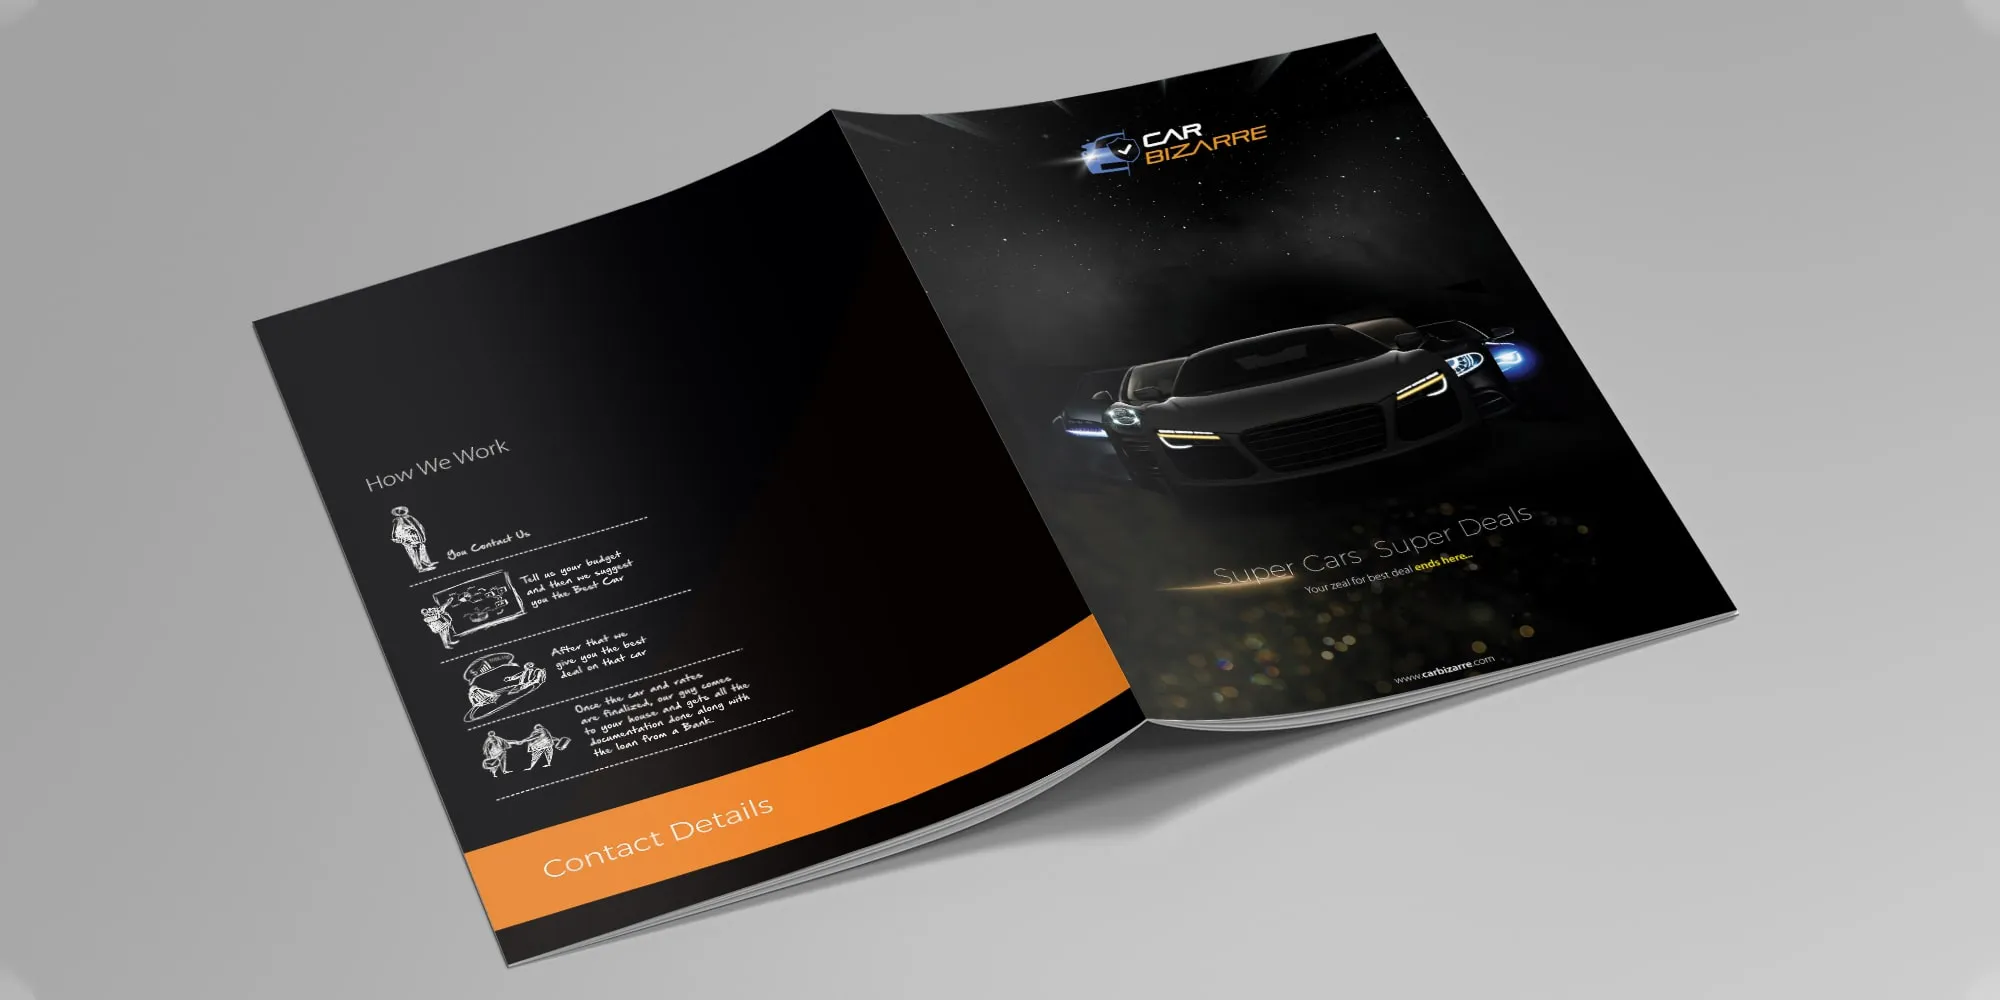 CAR
BIZARRE
Super Cars Super Deals
Your zeal for best deal ends here...
www.carbizarre.com
How We Work
You Contact Us
Tell us your budget
and then we suggest
you the Best Car
After that we
give you the best
deal on that car
Once the car and rates
are finalized, our guy comes
to your house and gets all the
documentation done along with
the loan from a Bank.
Contact Details